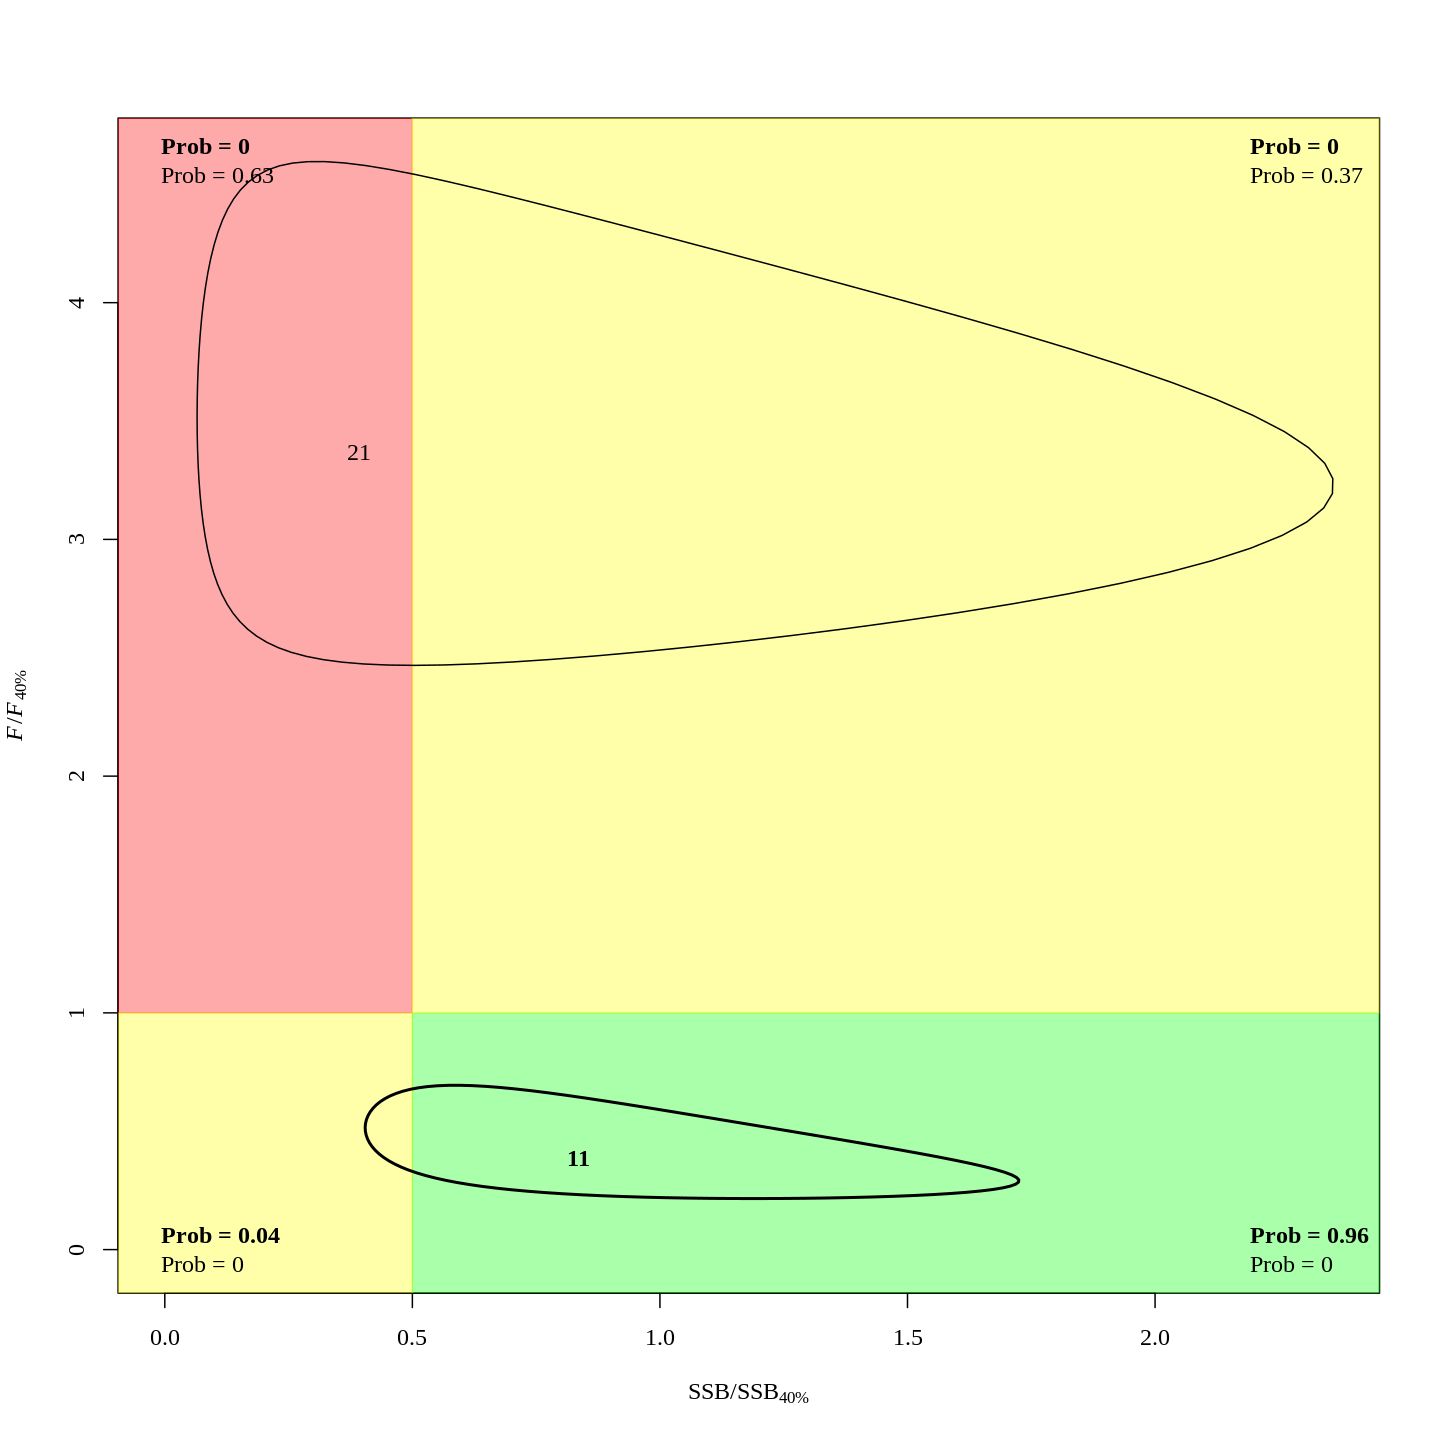 Prob = 0
Prob = 0.63
Prob = 0
Prob = 0.37
4
3
2
1
0
F/F40%
21
11
Prob = 0.04
Prob = 0
Prob = 0.96
Prob = 0
0.0 0.5 1.0 1.5 2.0
SSB/SSB40%